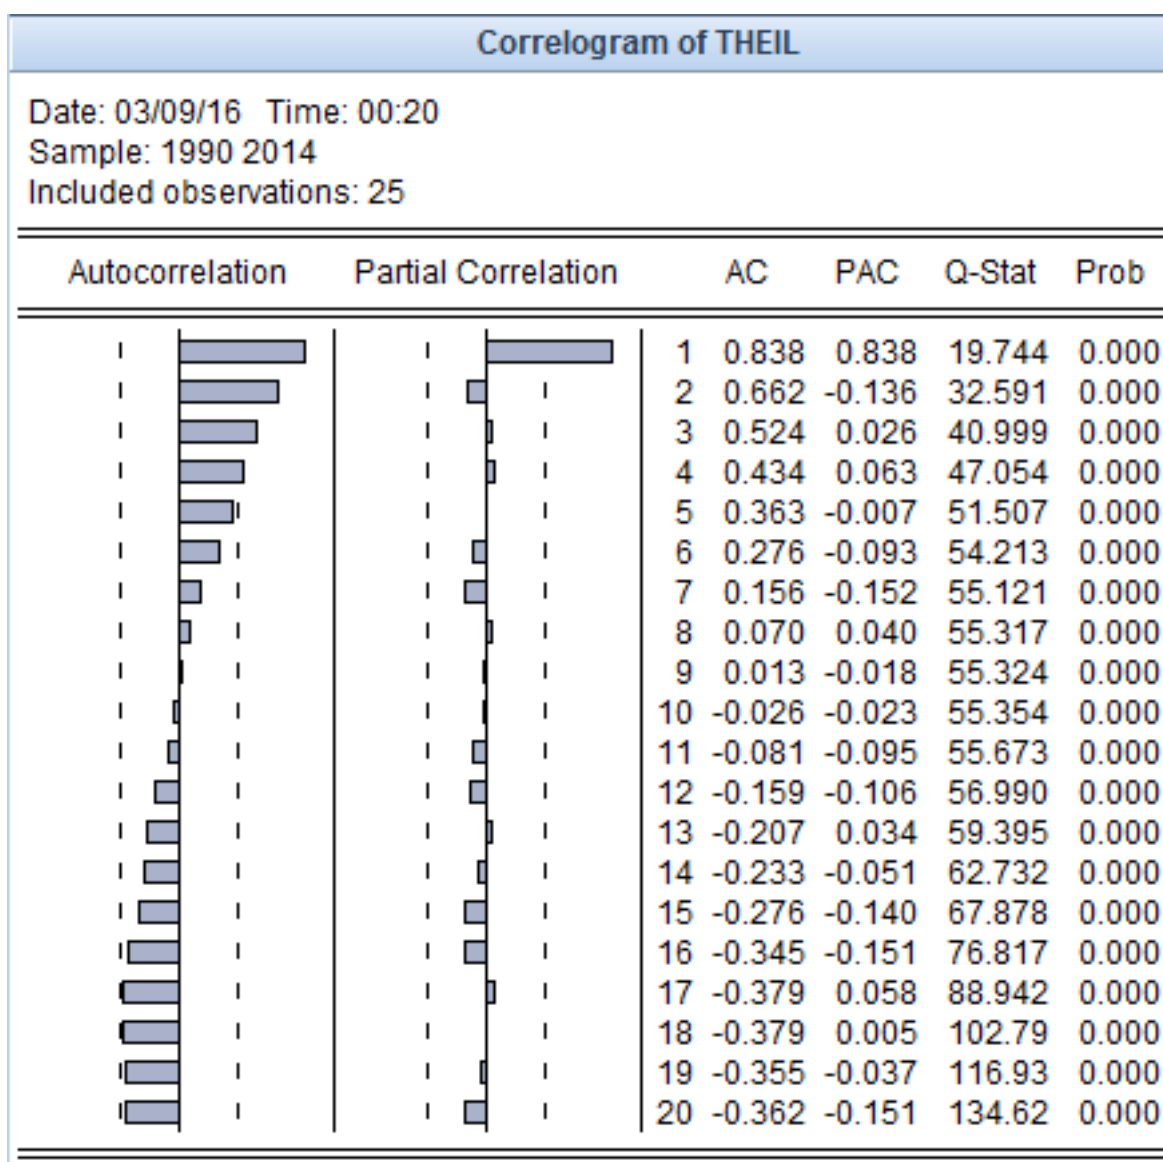 Correlogram of THEIL
Date: 03/09/16 Time: 00:20
Sample: 1990 2014
Included observations: 25
Autocorrelation Partial Correlation AC PAC Q-Stat Prob
1 0.838 0.838 19.744 0.000
2 0.662 -0.136 32.591 0.000
3 0.524 0.026 40.999 0.000
4 0.434 0.063 47.054 0.000
5 0.363 -0.007 51.507 0.000
6 0.276 -0.093 54.213 0.000
7 0.156 -0.152 55.121 0.000
8 0.070 0.040 55.317 0.000
9 0.013 -0.018 55.324 0.000
10 -0.026 -0.023 55.354 0.000
11 -0.081 -0.095 55.673 0.000
12 -0.159 -0.106 56.990 0.000
13 -0.207 0.034 59.395 0.000
14 -0.233 -0.051 62.732 0.000
15 -0.276 -0.140 67.878 0.000
16 -0.345 -0.151 76.817 0.000
17 -0.379 0.058 88.942 0.000
18 -0.379 0.005 102.79 0.000
19 -0.355 -0.037 116.93 0.000
20 -0.362 -0.151 134.62 0.000